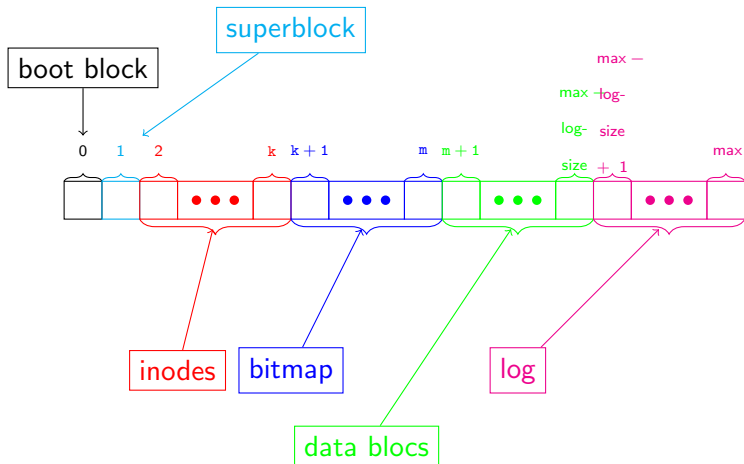 superblock
boot block
max −
max −
log-
log-
size
0 1 2 k k + 1 m m + 1
size
+ 1
max
inodes
bitmap
log
data blocs